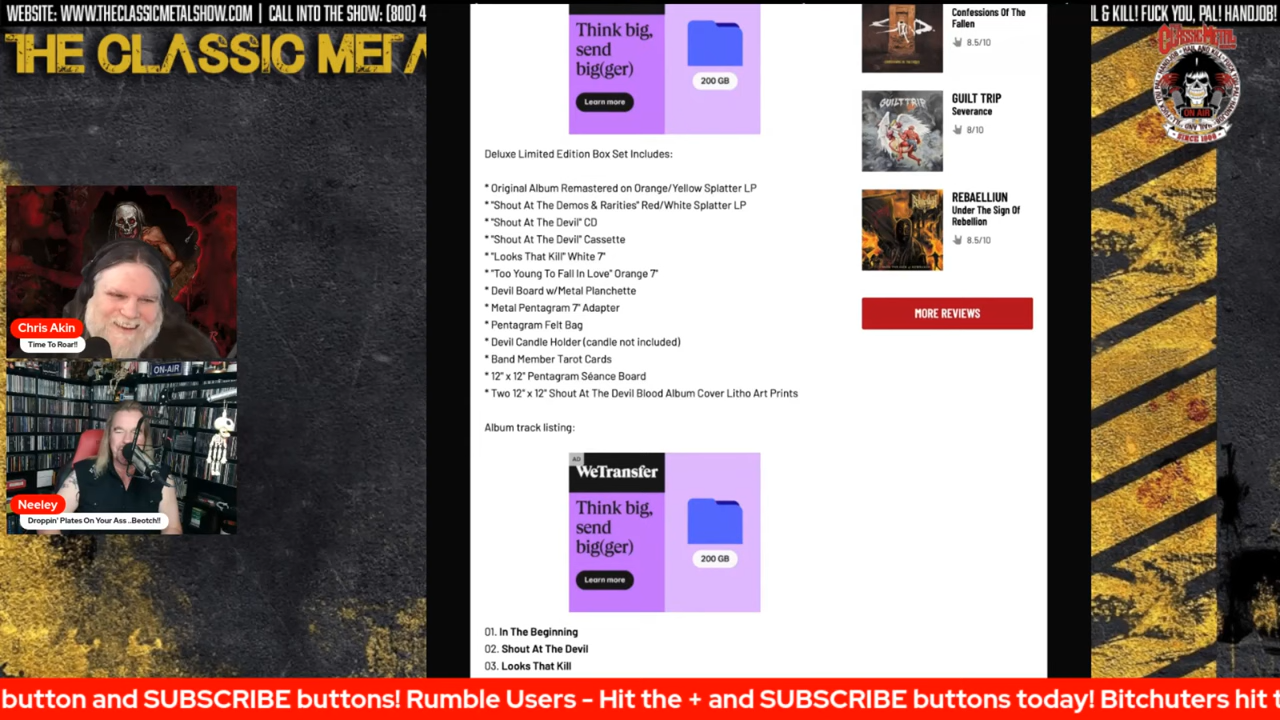 WEBSITE: WWW.THECLASSICMETALSHOW.COM | CALL INTO THE SHOW: (800) 4
IL & KILL! FUCK YOU, PAL! HANDJOB!
THE CLASSIC META
CLASSIC METAL
ON AIR
SINCE 1996
Think big,
send
big(ger)
200 GB
Learn more
Confessions Of The
Fallen
8.5/10
GUILT TRIP
GUILT TRIP
Severance
8/10
REBAELLIUN
Under The Sign Of
Rebellion
8.5/10
MORE REVIEWS
Deluxe Limited Edition Box Set Includes:
* Original Album Remastered on Orange/Yellow Splatter LP
* "Shout At The Demos & Rarities" Red/White Splatter LP
* "Shout At The Devil" CD
* "Shout At The Devil" Cassette
* "Looks That Kill" White 7"
* "Too Young To Fall In Love" Orange 7"
* Devil Board w/Metal Planchette
* Metal Pentagram 7" Adapter
* Pentagram Felt Bag
* Devil Candle Holder (candle not included)
* Band Member Tarot Cards
* 12" x 12" Pentagram Séance Board
* Two 12" x 12" Shout At The Devil Blood Album Cover Litho Art Prints
Album track listing:
AD
WeTransfer
Think big,
send
big(ger)
200 GB
Learn more
01. In The Beginning
02. Shout At The Devil
03. Looks That Kill
Chris Akin
Time To Roar!!
ON-AIR
Neeley
Droppin' Plates On Your Ass ..Beotch!!
button and SUBSCRIBE buttons! Rumble Users - Hit the + and SUBSCRIBE buttons today! Bitchuters hit t